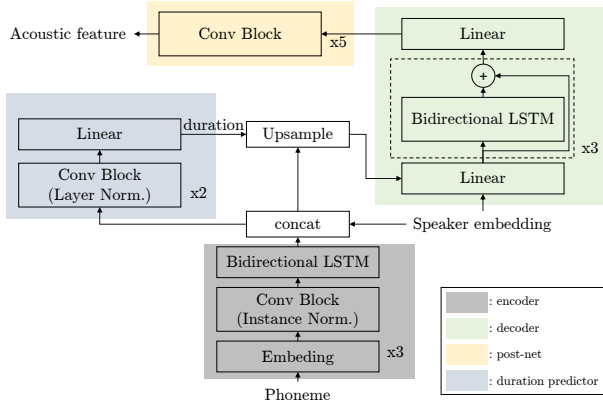 Acoustic feature
Conv Block
x5
Linear
+
Bidirectional LSTM
x3
Linear
Linear
duration
Upsample
Conv Block
(Layer Norm.)
x2
concat
Speaker embedding
Bidirectional LSTM
Conv Block
(Instance Norm.)
x3
Embeding
Phoneme
: encoder
: decoder
: post-net
: duration predictor